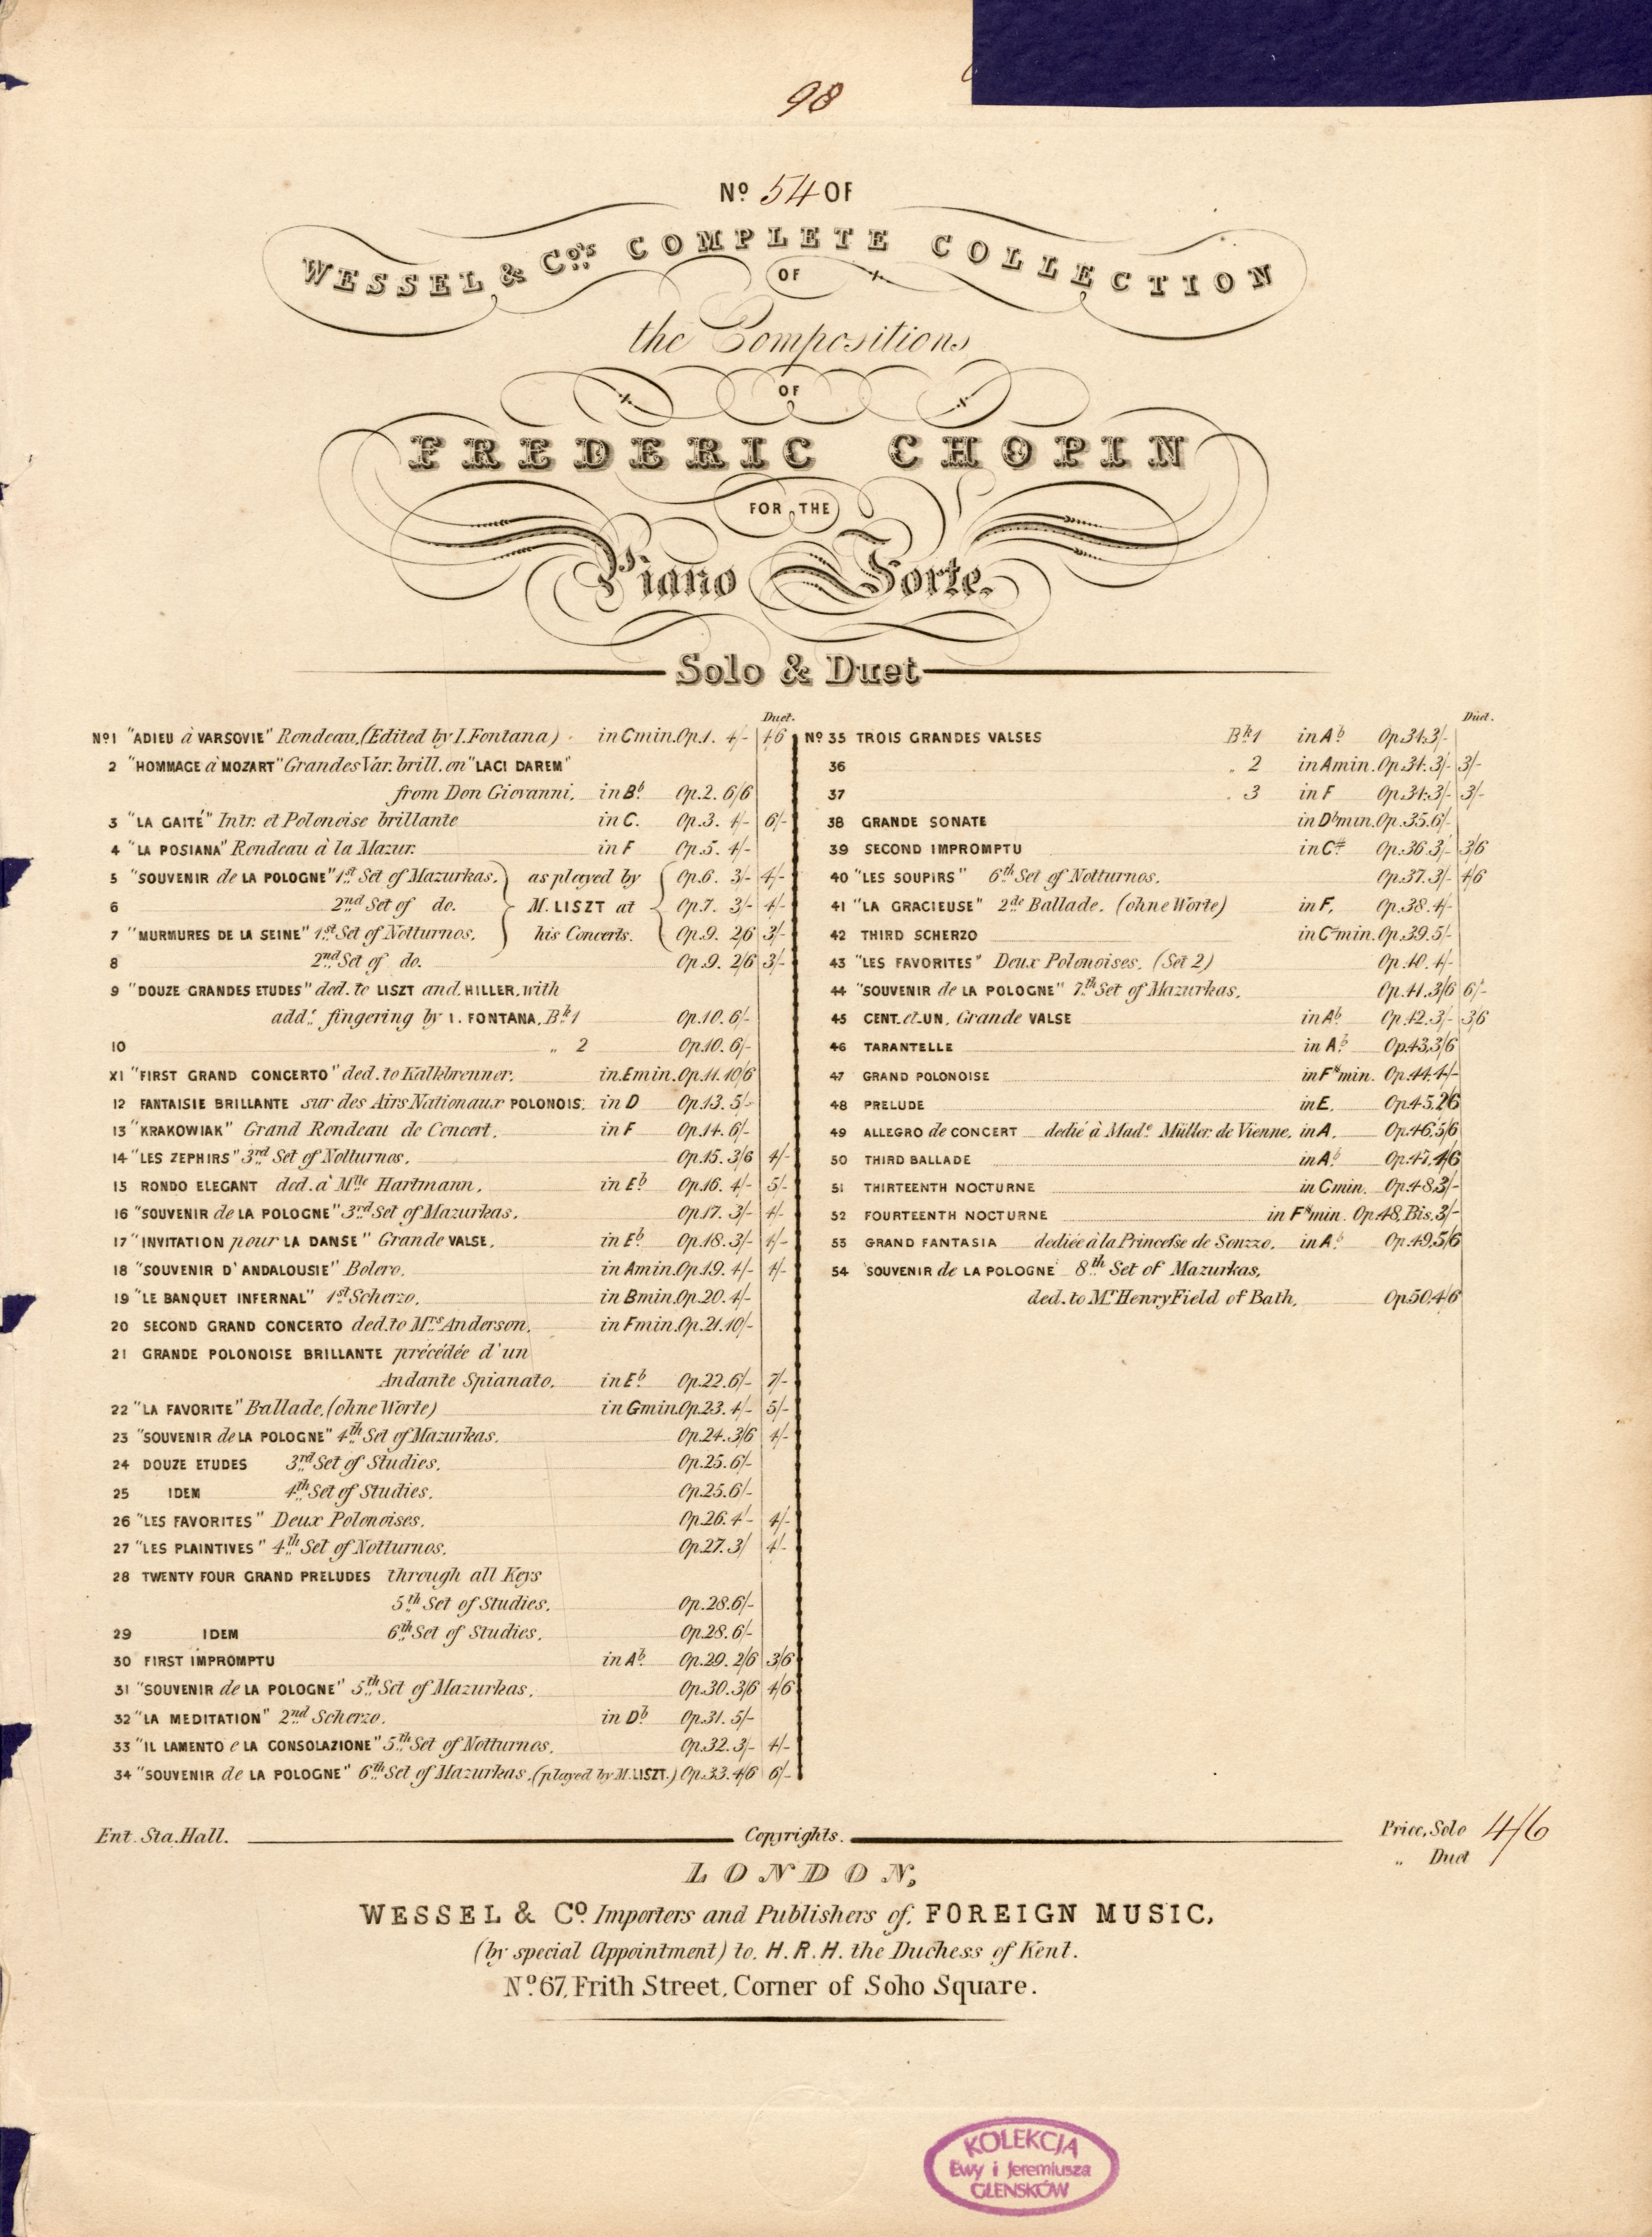 98
No. 54 OF
WESSEL & Co's. COMPLETE COLLECTION
OF
the Compositions
OF
FREDERIC CHOPIN
FOR THE
Piano Forte.
Solo & Duet
Duet.
No. 1 "ADIEU à VARSOVIE" Rondeau, (Edited by I. Fontana) in C min. Op. 1. 4/- 4/6
2 "HOMMAGE à MOZART" Grandes Var. brill. on "LACI DAREM"
from Don Giovanni. in B♭ Op. 2. 6/6
3 "LA GAITÉ" Intr. et Polonoise brillante in C. Op. 3. 4/- 6/-
4 "LA POSIANA" Rondeau à la Mazur. in F Op. 5. 4/-
5 "SOUVENIR de LA POLOGNE" 1st Set of Mazurkas. as played by Op. 6. 3/- 4/-
6 2nd Set of do. M. LISZT at Op. 7. 3/- 4/-
7 "MURMURES DE LA SEINE" 1st Set of Notturnos. his Concerts. Op. 9. 2/6 3/-
8 2nd Set of do. Op. 9. 2/6 3/-
9 "DOUZE GRANDES ETUDES" ded. to LISZT and HILLER, with
add.l fingering by I. FONTANA, Bk. 1 Op. 10. 6/-
10 " 2 Op. 10. 6/-
XI "FIRST GRAND CONCERTO" ded. to Kalkbrenner. in E min. Op. 11. 10/6
12 FANTAISIE BRILLANTE sur des Airs Nationaux POLONOIS. in D Op. 13. 5/-
13 "KRAKOWIAK" Grand Rondeau de Concert. in F Op. 14. 6/-
14 "LES ZEPHIRS" 3rd Set of Notturnos. Op. 15. 3/6 4/-
15 RONDO ELEGANT ded. à Mlle Hartmann. in E♭ Op. 16. 4/- 5/-
16 "SOUVENIR de LA POLOGNE" 3rd Set of Mazurkas. Op. 17. 3/- 4/-
17 "INVITATION pour LA DANSE" Grande VALSE. in E♭ Op. 18. 3/- 4/-
18 "SOUVENIR D'ANDALOUSIE" Bolero. in A min. Op. 19. 4/- 4/-
19 "LE BANQUET INFERNAL" 1st Scherzo. in B min. Op. 20. 4/-
20 SECOND GRAND CONCERTO ded. to Mrs Anderson. in F min. Op. 21. 10/-
21 GRANDE POLONOISE BRILLANTE précédée d'un
Andante Spianato. in E♭ Op. 22. 6/- 7/-
22 "LA FAVORITE" Ballade. (ohne Worte) in G min. Op. 23. 4/- 5/-
23 "SOUVENIR de LA POLOGNE" 4th Set of Mazurkas. Op. 24. 3/6 4/-
24 DOUZE ETUDES 3rd Set of Studies. Op. 25. 6/-
25 IDEM 4th Set of Studies. Op. 25. 6/-
26 "LES FAVORITES" Deux Polonoises. Op. 26. 4/- 4/-
27 "LES PLAINTIVES" 4th Set of Notturnos. Op. 27. 3/ 4/-
28 TWENTY FOUR GRAND PRELUDES through all Keys
5th Set of Studies. Op. 28. 6/-
29 IDEM 6th Set of Studies. Op. 28. 6/-
30 FIRST IMPROMPTU in A♭ Op. 29. 2/6 3/6
31 "SOUVENIR de LA POLOGNE" 5th Set of Mazurkas. Op. 30. 3/6 4/6
32 "LA MEDITATION" 2nd Scherzo. in D♭ Op. 31. 5/-
33 "IL LAMENTO e LA CONSOLAZIONE" 5th Set of Notturnos. Op. 32. 3/- 4/-
34 "SOUVENIR de LA POLOGNE" 6th Set of Mazurkas. (played by M. LISZT.) Op. 33. 4/6 6/-
Duet.
No. 35 TROIS GRANDES VALSES Bk. 1 in A♭ Op. 34. 3/-
36 " 2 in A min. Op. 34. 3/- 3/-
37 " 3 in F Op. 34. 3/- 3/-
38 GRANDE SONATE in D♭ min. Op. 35. 6/-
39 SECOND IMPROMPTU in C♯ Op. 36. 3/- 3/6
40 "LES SOUPIRS" 6th Set of Notturnos. Op. 37. 3/- 4/6
41 "LA GRACIEUSE" 2de Ballade. (ohne Worte) in F. Op. 38. 4/-
42 THIRD SCHERZO in C♯ min. Op. 39. 5/-
43 "LES FAVORITES" Deux Polonoises. (Set 2) Op. 40. 4/-
44 "SOUVENIR de LA POLOGNE" 7th Set of Mazurkas. Op. 41. 3/6 6/-
45 CENT-et-UN. Grande VALSE in A♭ Op. 42. 3/- 3/6
46 TARANTELLE in A♭ Op. 43. 3/6
47 GRAND POLONOISE in F♯ min. Op. 44. 4/-
48 PRELUDE in E. Op. 45. 2/6
49 ALLEGRO de CONCERT dedié à Made. Müller de Vienne. in A. Op. 46. 5/6
50 THIRD BALLADE in A♭ Op. 47. 4/6
51 THIRTEENTH NOCTURNE in C min. Op. 48. 3/-
52 FOURTEENTH NOCTURNE in F♯ min. Op. 48, Bis. 3/-
53 GRAND FANTASIA dediée à la Princesse de Souzzo. in A♭ Op. 49. 5/6
54 SOUVENIR de LA POLOGNE 8th Set of Mazurkas.
ded. to Mr. Henry Field of Bath. Op. 50. 4/6
Ent. Sta. Hall. Copyrights. Price, Solo 4/6
" Duet
LONDON,
WESSEL & Co. Importers and Publishers of FOREIGN MUSIC,
(by special Appointment) to H.R.H. the Duchess of Kent.
No. 67, Frith Street, Corner of Soho Square.
KOLEKCJA
Ewy i Jeremiusza
GLENSKÓW